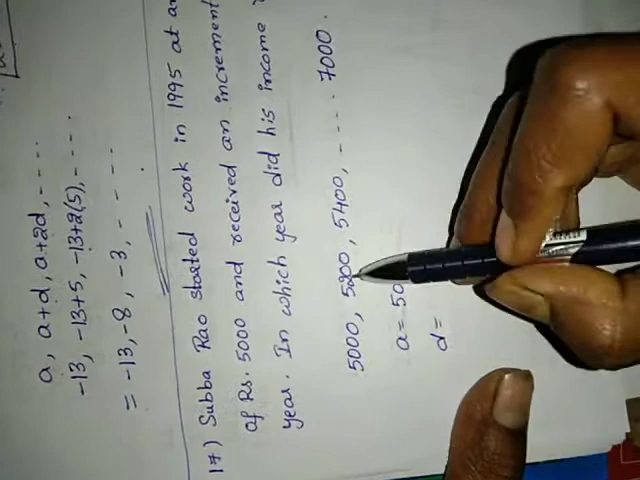 a, a+d, a+2d, ----
-13, -13+5, -13+2(5), ----
= -13, -8, -3, - - - -
17) Subba Rao started work in 1995 at an
of Rs. 5000 and received an increment
year. In which year did his income
5000, 5200, 5400, - - - - 7000.
a = 50
d =